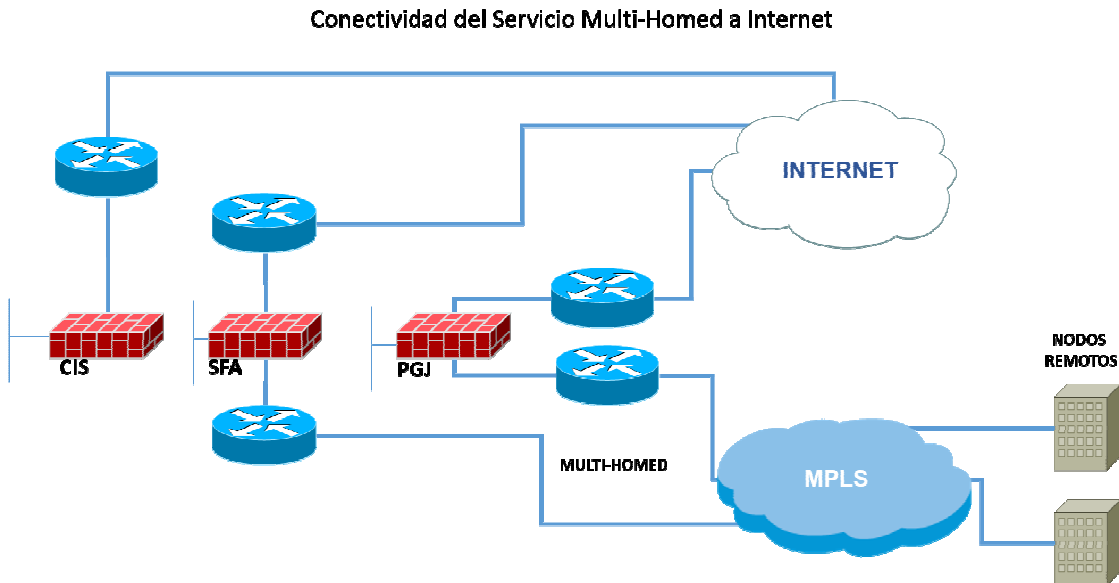 Conectividad del Servicio Multi-Homed a Internet
INTERNET
CIS
SFA
PGJ
NODOS
REMOTOS
MULTI-HOMED
MPLS